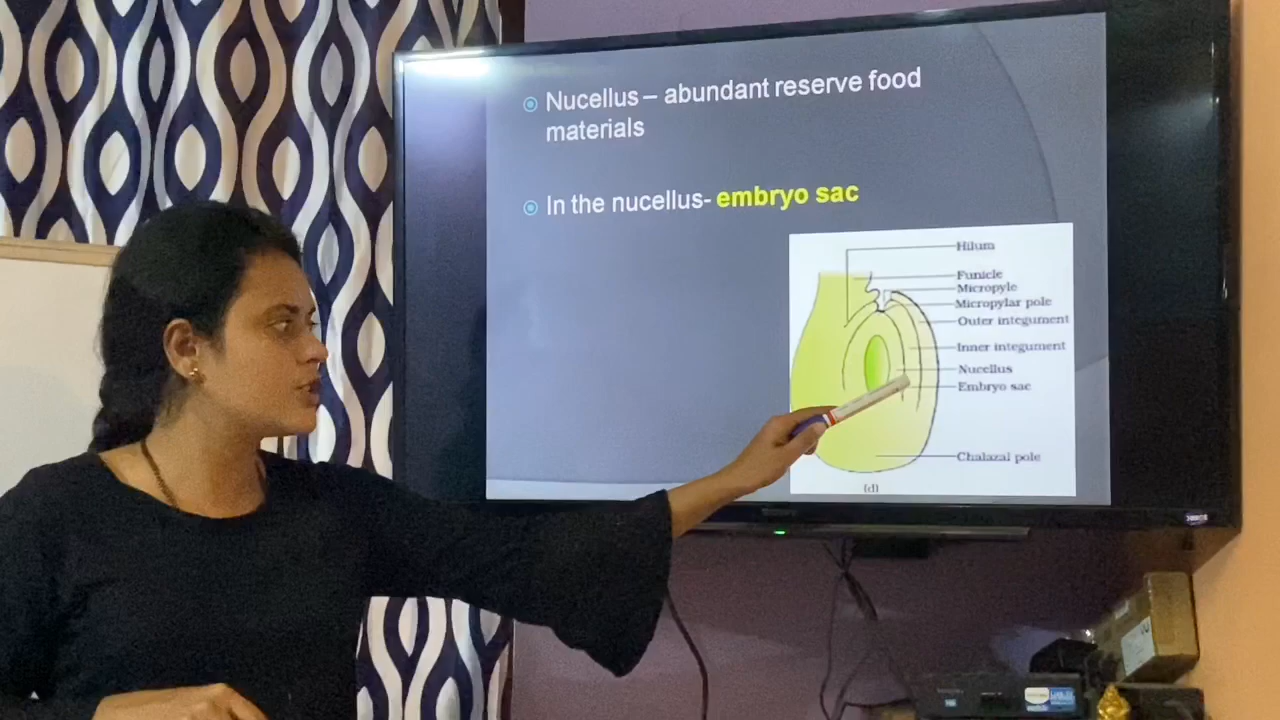 Nucellus – abundant reserve food
materials
In the nucellus- embryo sac
Hilum
Funicle
Micropyle
Micropylar pole
Outer integument
Inner integument
Nucellus
Embryo sac
Chalazal pole
(d)